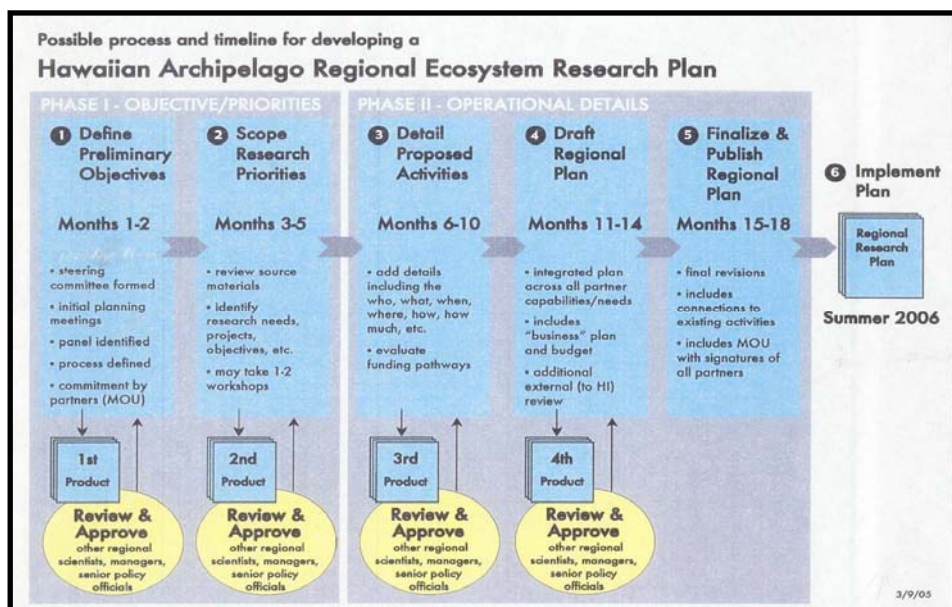 Possible process and timeline for developing a
Hawaiian Archipelago Regional Ecosystem Research Plan
PHASE I - OBJECTIVE/PRIORITIES
1 Define
Preliminary
Objectives
Months 1-2
• steering
committee formed
• initial planning
meetings
• panel identified
• process defined
• commitment by
partners (MOU)
1st
Product
Review &
Approve
other regional
scientists, managers,
senior policy
officials
2 Scope
Research
Priorities
Months 3-5
• review source
materials
• identify
research needs,
projects,
objectives, etc.
• may take 1-2
workshops
2nd
Product
Review &
Approve
other regional
scientists, managers,
senior policy
officials
PHASE II - OPERATIONAL DETAILS
3 Detail
Proposed
Activities
Months 6-10
• add details
including the
who, what, when,
where, how, how
much, etc.
• evaluate
funding pathways
3rd
Product
Review &
Approve
other regional
scientists, managers,
senior policy
officials
4 Draft
Regional
Plan
Months 11-14
• integrated plan
across all partner
capabilities/needs
• includes
"business" plan
and budget
• additional
external (to HI)
review
4th
Product
Review &
Approve
other regional
scientists, managers,
senior policy
officials
5 Finalize &
Publish
Regional
Plan
Months 15-18
• final revisions
• includes
connections to
existing activities
• includes MOU
with signatures of
all partners
6 Implement
Plan
Regional
Research
Plan
Summer 2006
3/9/05